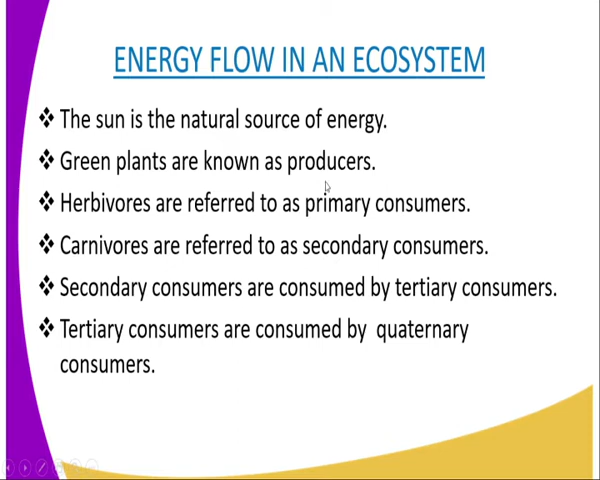 ENERGY FLOW IN AN ECOSYSTEM
❖ The sun is the natural source of energy.
❖ Green plants are known as producers.
❖ Herbivores are referred to as primary consumers.
❖ Carnivores are referred to as secondary consumers.
❖ Secondary consumers are consumed by tertiary consumers.
❖ Tertiary consumers are consumed by  quaternary
consumers.